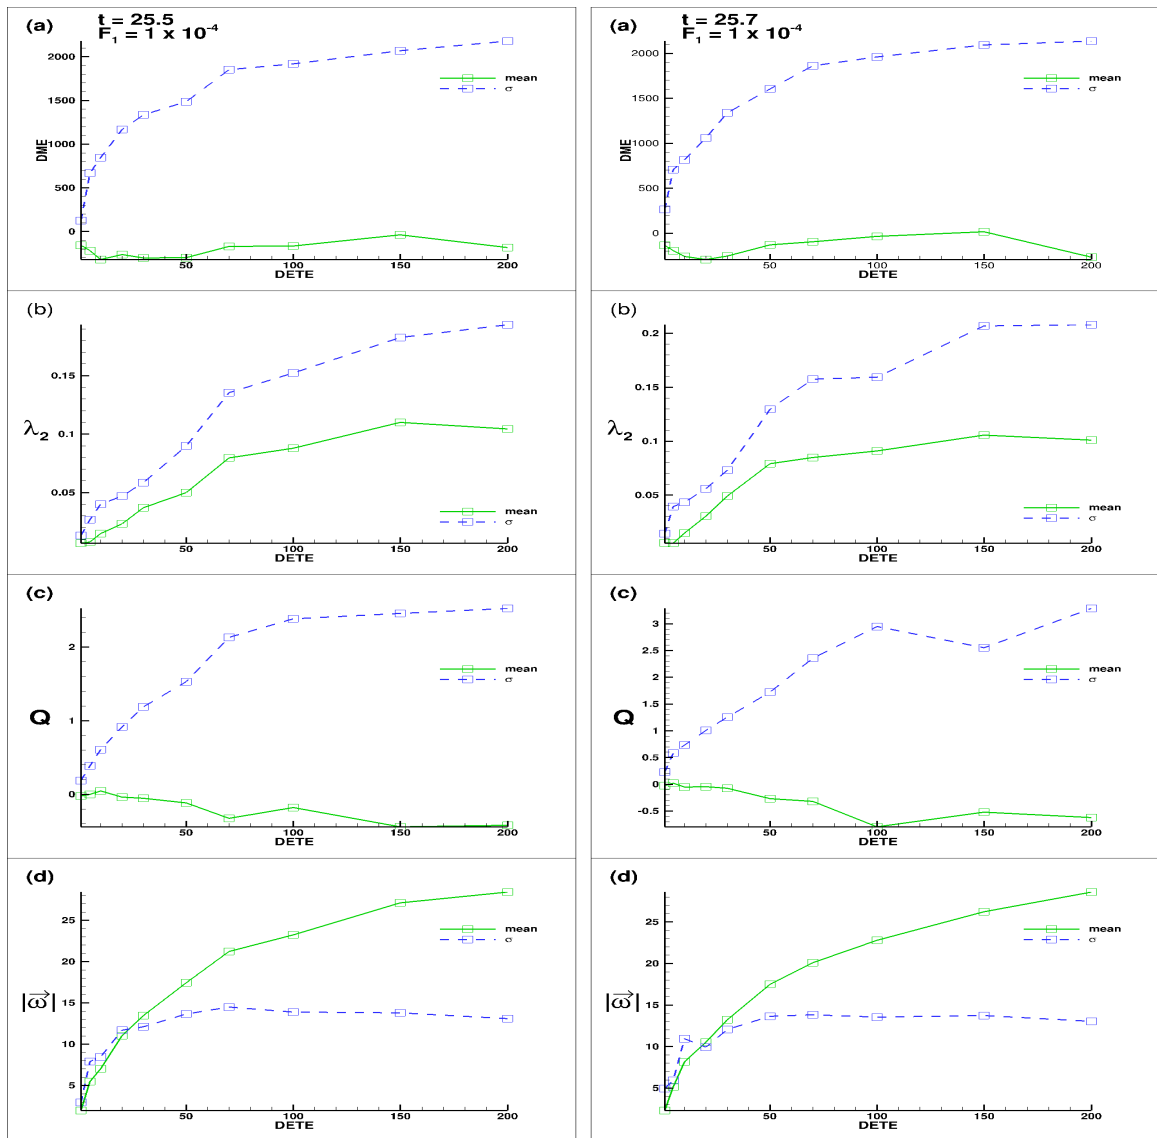 (a)
t = 25.5
F₁ = 1 x 10⁻⁴
2000
1500
1000
500
0
DME
mean
σ
50
100
150
200
DETE
(b)
0.15
0.1
0.05
λ₂
mean
σ
50
100
150
200
DETE
(c)
2
1
0
Q
mean
σ
50
100
150
200
DETE
(d)
25
20
15
10
5
|ω⃗|
mean
σ
50
100
150
200
DETE
(a)
t = 25.7
F₁ = 1 x 10⁻⁴
2000
1500
1000
500
0
DME
mean
σ
50
100
150
200
DETE
(b)
0.2
0.15
0.1
0.05
λ₂
mean
σ
50
100
150
200
DETE
(c)
3
2.5
2
1.5
1
0.5
0
-0.5
Q
mean
σ
50
100
150
200
DETE
(d)
25
20
15
10
5
|ω⃗|
mean
σ
50
100
150
200
DETE